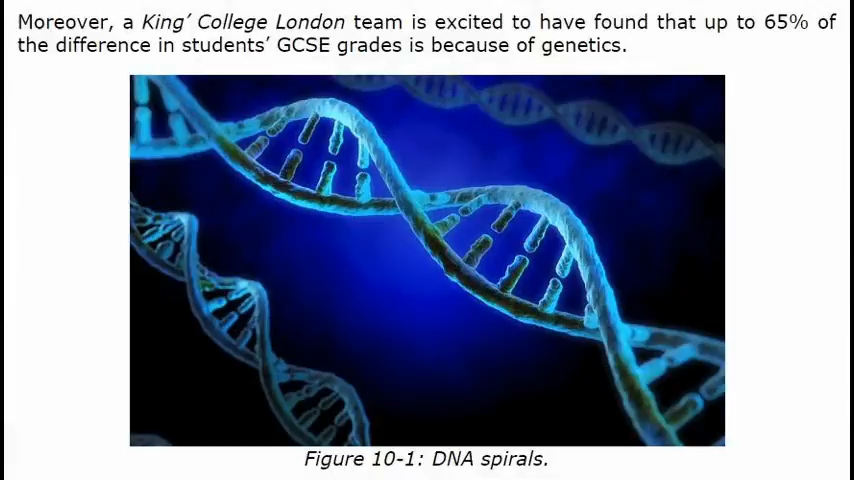 Moreover, a King’ College London team is excited to have found that up to 65% of
the difference in students’ GCSE grades is because of genetics.
Figure 10-1: DNA spirals.